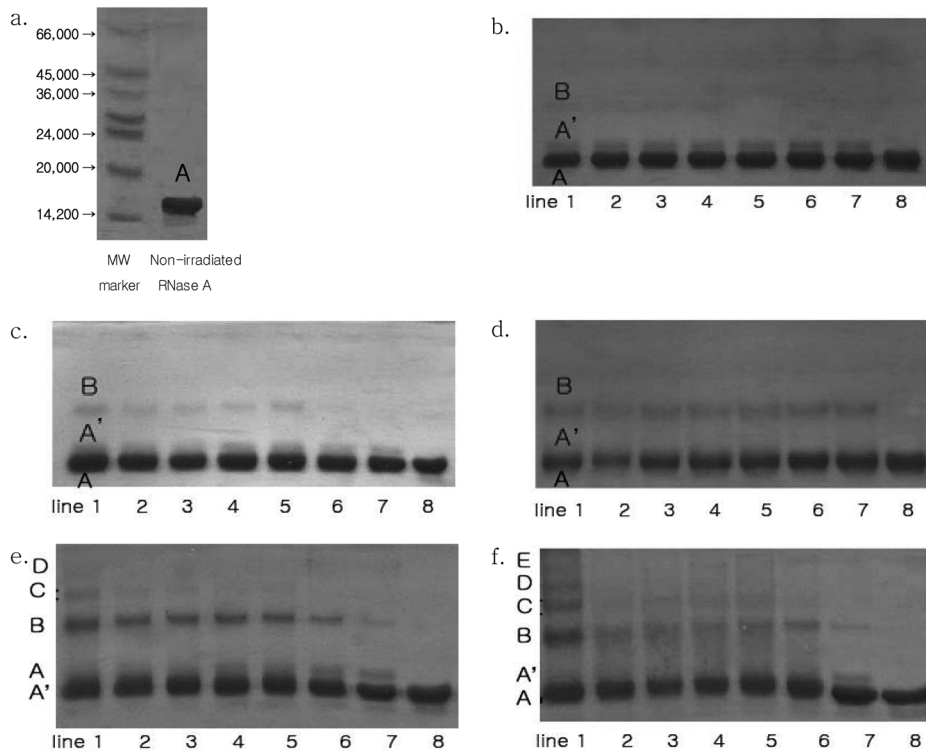 a.
66,000 →
45,000 →
36,000 →
24,000 →
20,000 →
14,200 →
A
MW Non-irradiated
marker RNase A
b.
B
A’
A
line 1 2 3 4 5 6 7 8
c.
B
A’
A
line 1 2 3 4 5 6 7 8
d.
B
A’
A
line 1 2 3 4 5 6 7 8
e.
D
C :
B
A
A’
line 1 2 3 4 5 6 7 8
f.
E
D
C :
B
A’
A
line 1 2 3 4 5 6 7 8